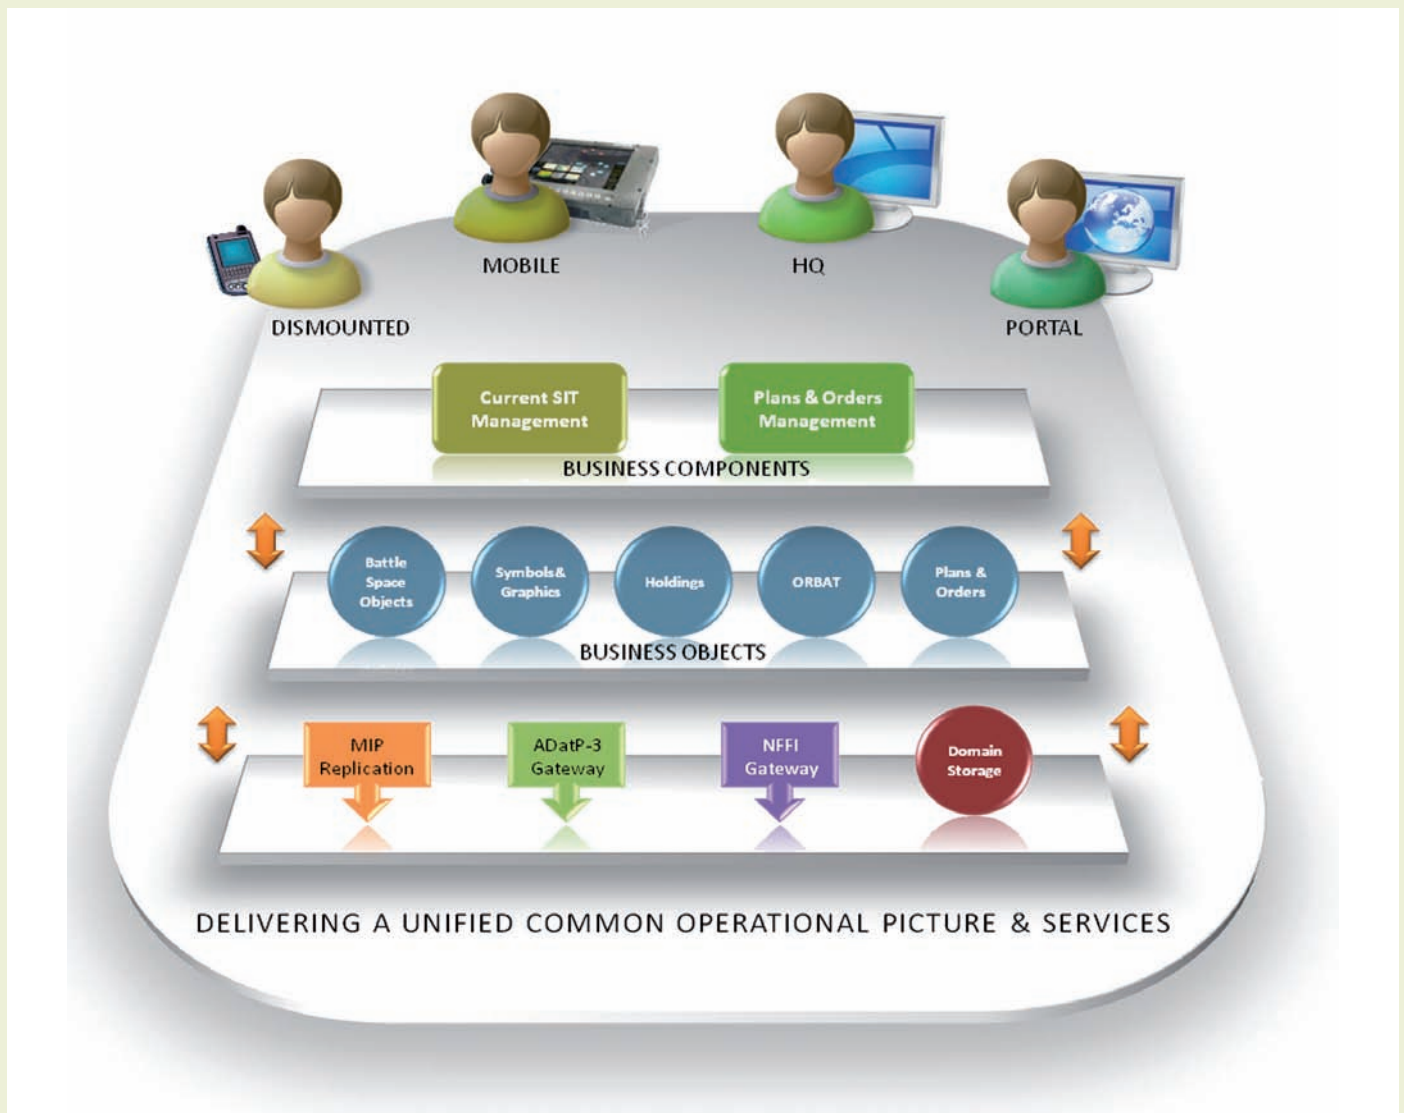 MOBILE
HQ
DISMOUNTED
PORTAL
Current SIT
Management
Plans & Orders
Management
BUSINESS COMPONENTS
Battle
Space
Objects
Symbols&
Graphics
Holdings
ORBAT
Plans &
Orders
BUSINESS OBJECTS
MIP
Replication
ADatP-3
Gateway
NFFI
Gateway
Domain
Storage
DELIVERING A UNIFIED COMMON OPERATIONAL PICTURE & SERVICES